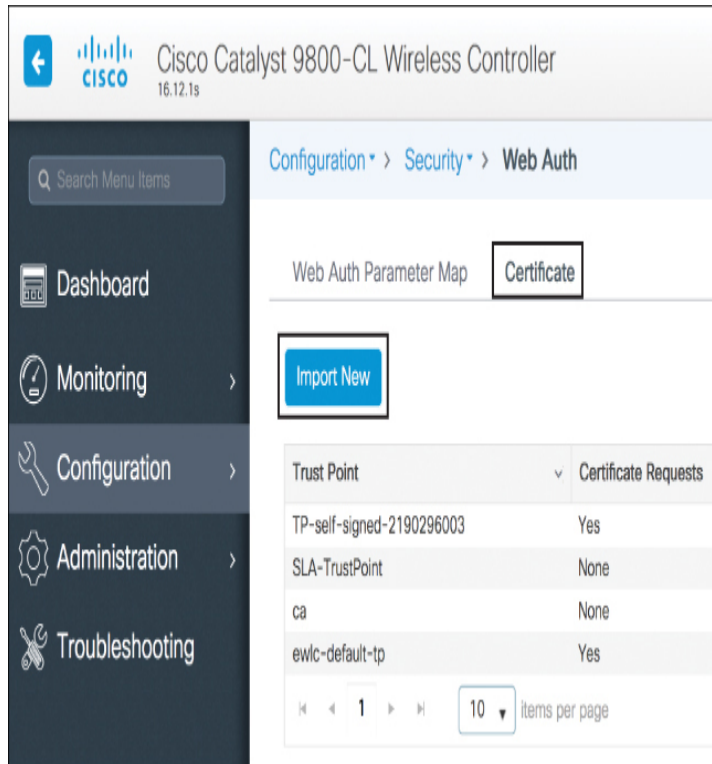 CISCO
Cisco Catalyst 9800-CL Wireless Controller
16.12.1s
Search Menu Items
Dashboard
Monitoring
Configuration
Administration
Troubleshooting
Configuration > Security > Web Auth
Web Auth Parameter Map Certificate
Import New
Trust Point Certificate Requests
TP-self-signed-2190296003 Yes
SLA-TrustPoint None
ca None
ewlc-default-tp Yes
1 10 items per page